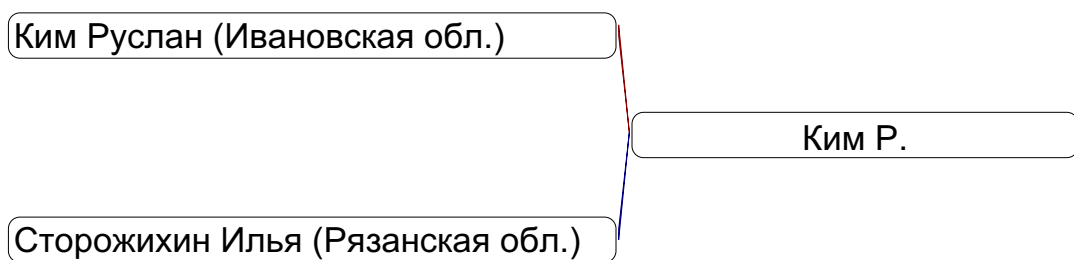 Ким Руслан (Ивановская обл.)
Ким Р.
Сторожихин Илья (Рязанская обл.)